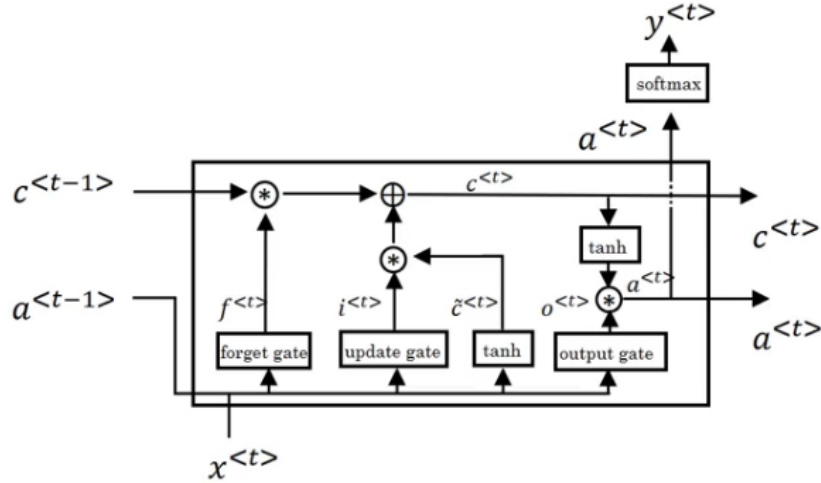 y<t>
softmax
a<t>
c<t-1>
c<t>
c<t>
tanh
a<t-1>
f<t>
i<t>
c̃<t>
o<t>
a<t>
a<t>
forget gate
update gate
tanh
output gate
x<t>